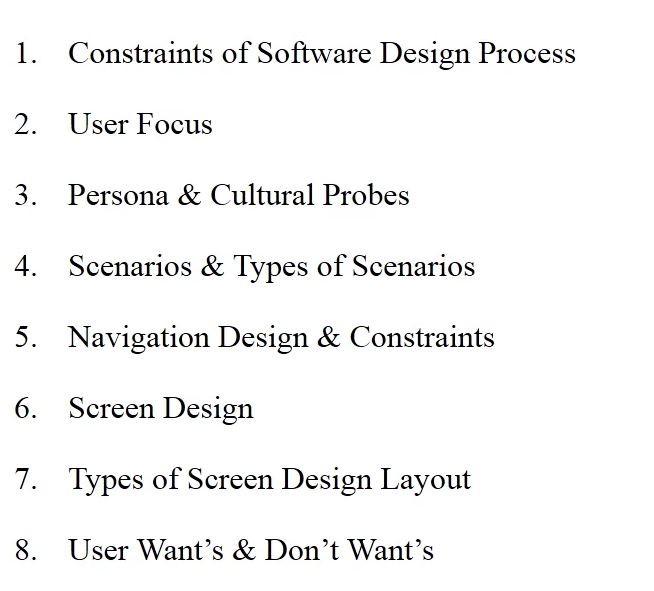 1. Constraints of Software Design Process
2. User Focus
3. Persona & Cultural Probes
4. Scenarios & Types of Scenarios
5. Navigation Design & Constraints
6. Screen Design
7. Types of Screen Design Layout
8. User Want’s & Don’t Want’s